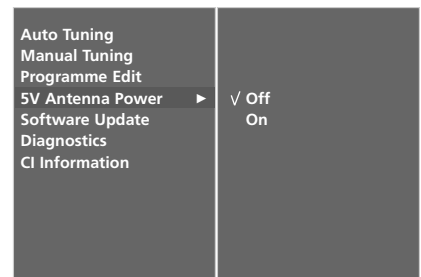 Auto Tuning
Manual Tuning
Programme Edit
5V Antenna Power ► √ Off
Software Update On
Diagnostics
CI Information